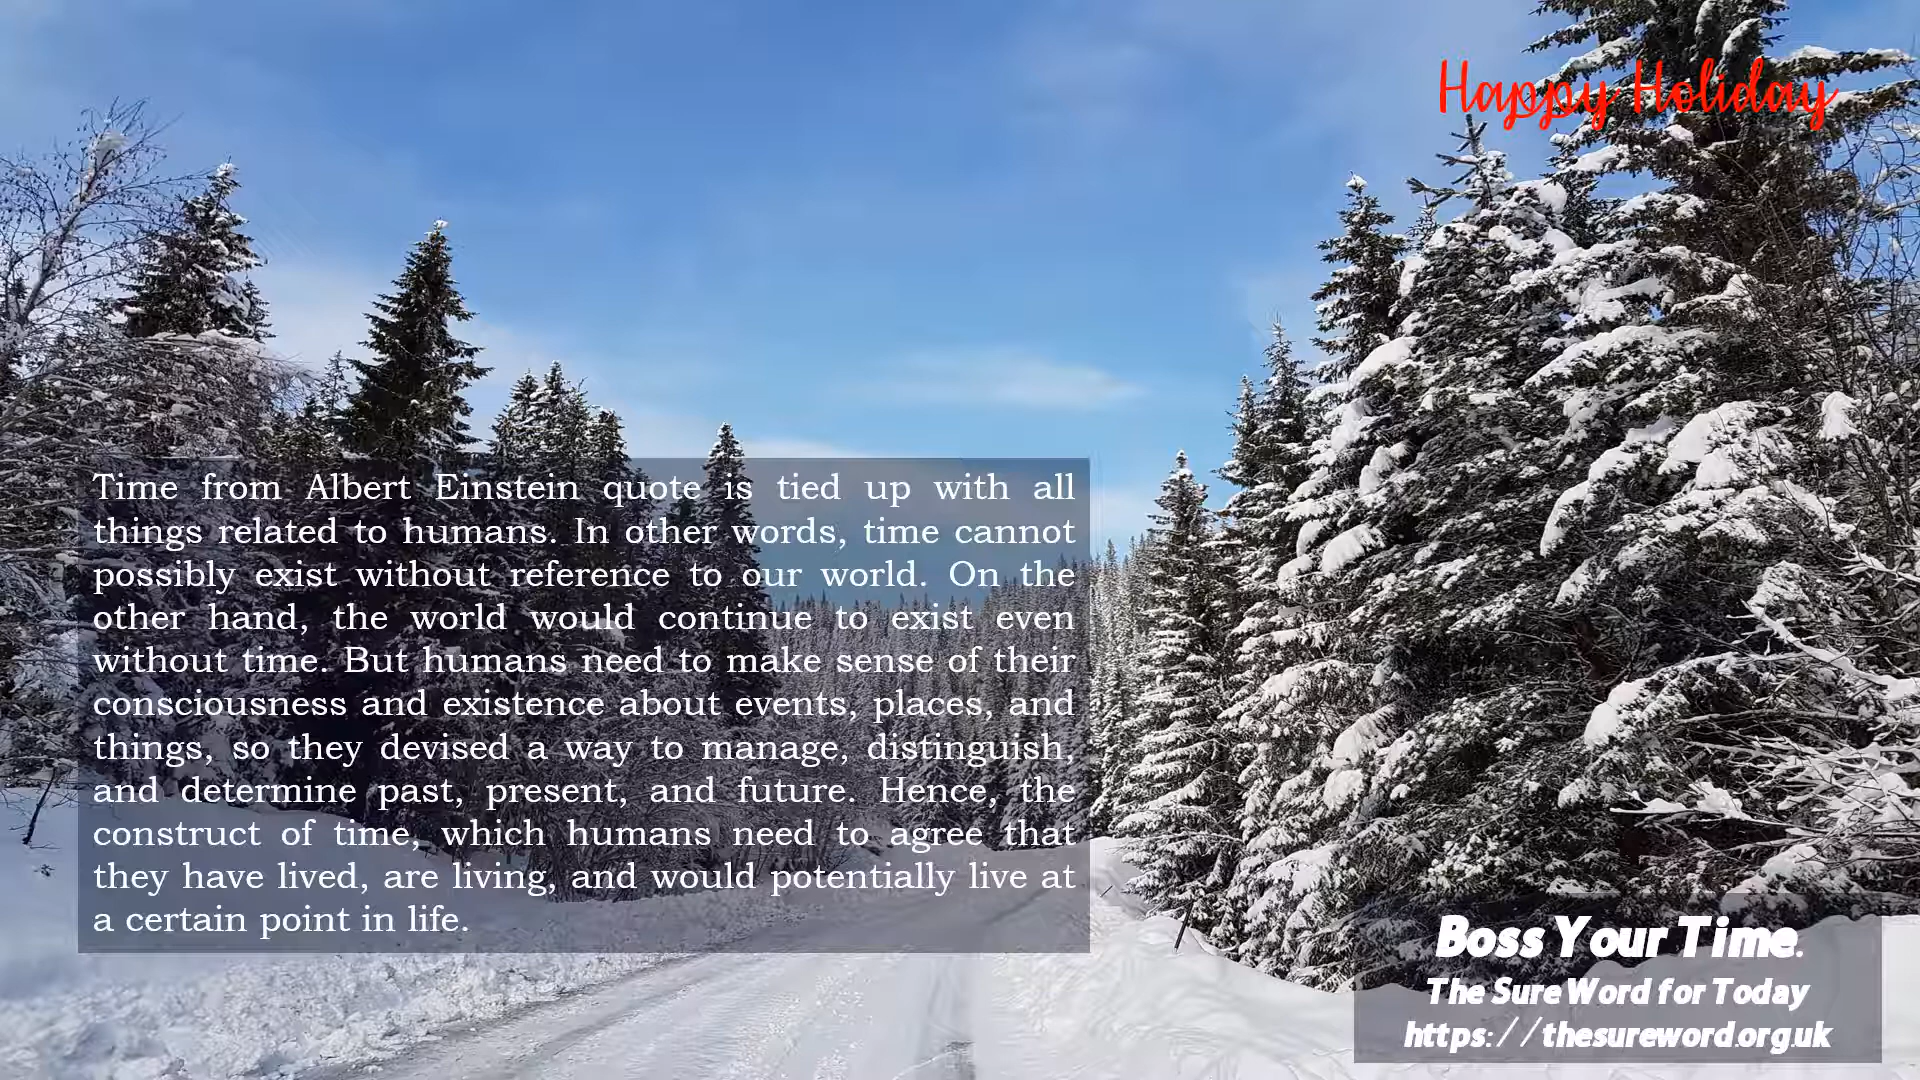 Happy Holiday
Time from Albert Einstein quote is tied up with all
things related to humans. In other words, time cannot
possibly exist without reference to our world. On the
other hand, the world would continue to exist even
without time. But humans need to make sense of their
consciousness and existence about events, places, and
things, so they devised a way to manage, distinguish,
and determine past, present, and future. Hence, the
construct of time, which humans need to agree that
they have lived, are living, and would potentially live at
a certain point in life.
Boss Your Time.
The Sure Word for Today
https://thesureword.org.uk